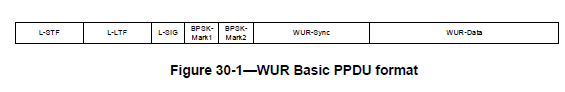 L-STF L-LTF L-SIG BPSK-Mark1 BPSK-Mark2 WUR-Sync WUR-Data
Figure 30-1—WUR Basic PPDU format